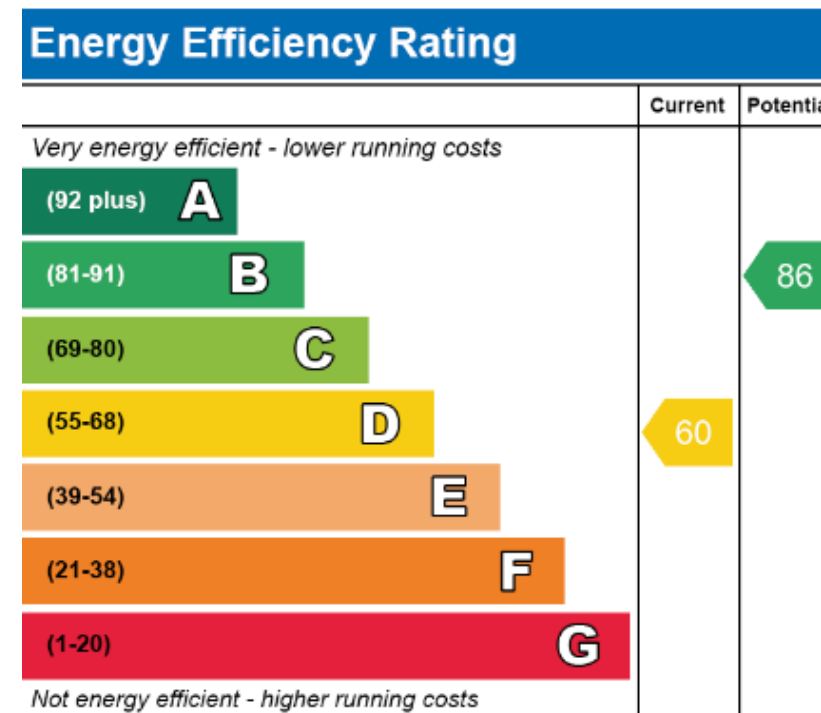 Energy Efficiency Rating
Current Potentia
Very energy efficient - lower running costs
(92 plus) A
(81-91) B 86
(69-80) C
(55-68) D 60
(39-54) E
(21-38) F
(1-20) G
Not energy efficient - higher running costs